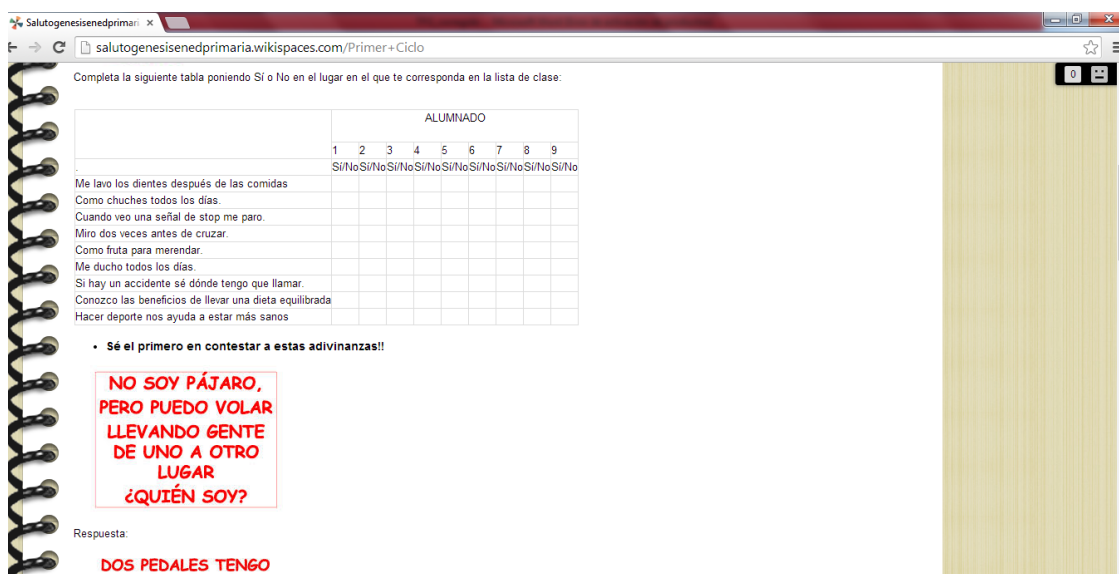 Salutogenesisenedprimari
salutogenesisenedprimaria.wikispaces.com/Primer+Ciclo
0
Completa la siguiente tabla poniendo Sí o No en el lugar en el que te corresponda en la lista de clase:
ALUMNADO
1 2 3 4 5 6 7 8 9
. Sí/No Sí/No Sí/No Sí/No Sí/No Sí/No Sí/No Sí/No Sí/No
Me lavo los dientes después de las comidas
Como chuches todos los días.
Cuando veo una señal de stop me paro.
Miro dos veces antes de cruzar.
Como fruta para merendar.
Me ducho todos los días.
Si hay un accidente sé dónde tengo que llamar.
Conozco las beneficios de llevar una dieta equilibrada
Hacer deporte nos ayuda a estar más sanos
• Sé el primero en contestar a estas adivinanzas!!
NO SOY PÁJARO,
PERO PUEDO VOLAR
LLEVANDO GENTE
DE UNO A OTRO
LUGAR
¿QUIÉN SOY?
Respuesta:
DOS PEDALES TENGO